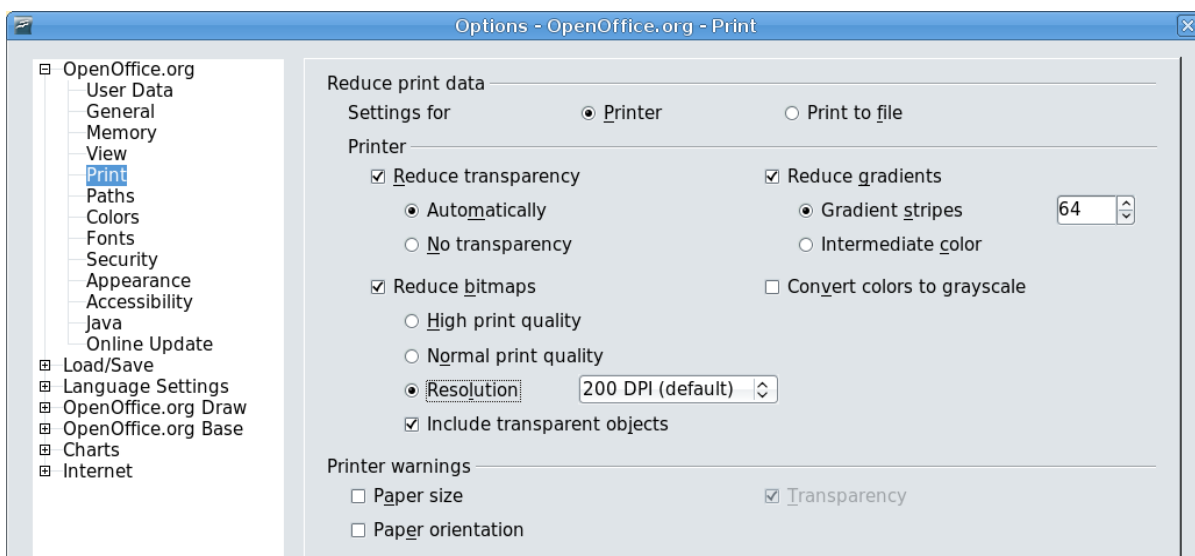 Options - OpenOffice.org - Print
OpenOffice.org
User Data
General
Memory
View
Print
Paths
Colors
Fonts
Security
Appearance
Accessibility
Java
Online Update
Load/Save
Language Settings
OpenOffice.org Draw
OpenOffice.org Base
Charts
Internet
Reduce print data
Settings for Printer Print to file
Printer
Reduce transparency Reduce gradients
Automatically Gradient stripes 64
No transparency Intermediate color
Reduce bitmaps Convert colors to grayscale
High print quality
Normal print quality
Resolution 200 DPI (default)
Include transparent objects
Printer warnings
Paper size Transparency
Paper orientation